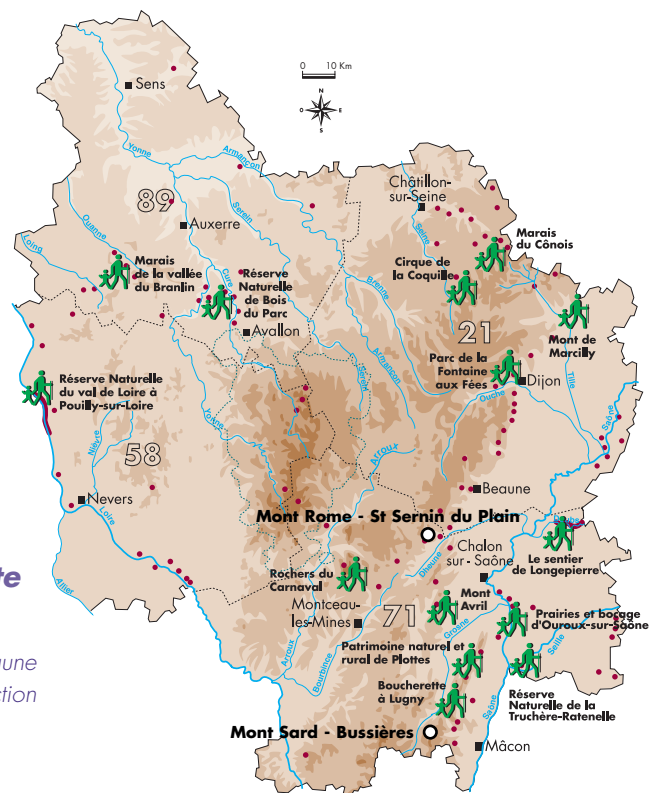 0 10 Km
N
O E
S
Sens
Yonne
Armançon
89
Serein
Châtillon-
sur-Seine
Ouanne
Auxerre
Loing
Seine
Marais
du Cônois
Marais
de la vallée
du Branlin
Cure
Réserve
Naturelle
de Bois
du Parc
Cirque de
la Coquille
Brenne
Avallon
21
Mont de
Marcilly
Armançon
Serein
Parc de la
Fontaine
aux Fées
Dijon
Tille
Ouche
Saône
Réserve Naturelle
du val de Loire à
Pouilly-sur-Loire
Yonne
Nièvre
58
Arroux
Nevers
Loire
Beaune
Mont Rome - St Sernin du Plain
Doubs
Allier
Dheune
Chalon
sur-Saône
Le sentier
de Longepierre
te
Rochers du
Carnaval
Montceau
les-Mines
71
Mont
Avril
Grosne
Prairies et bocage
d'Ouroux-sur-Saône
Seille
une
ction
Arroux
Bourbince
Patrimoine naturel et
rural de Plottes
Boucherette
à Lugny
Réserve
Naturelle de la
Truchère-Ratenelle
Saône
Mont Sard - Bussières
Mâcon